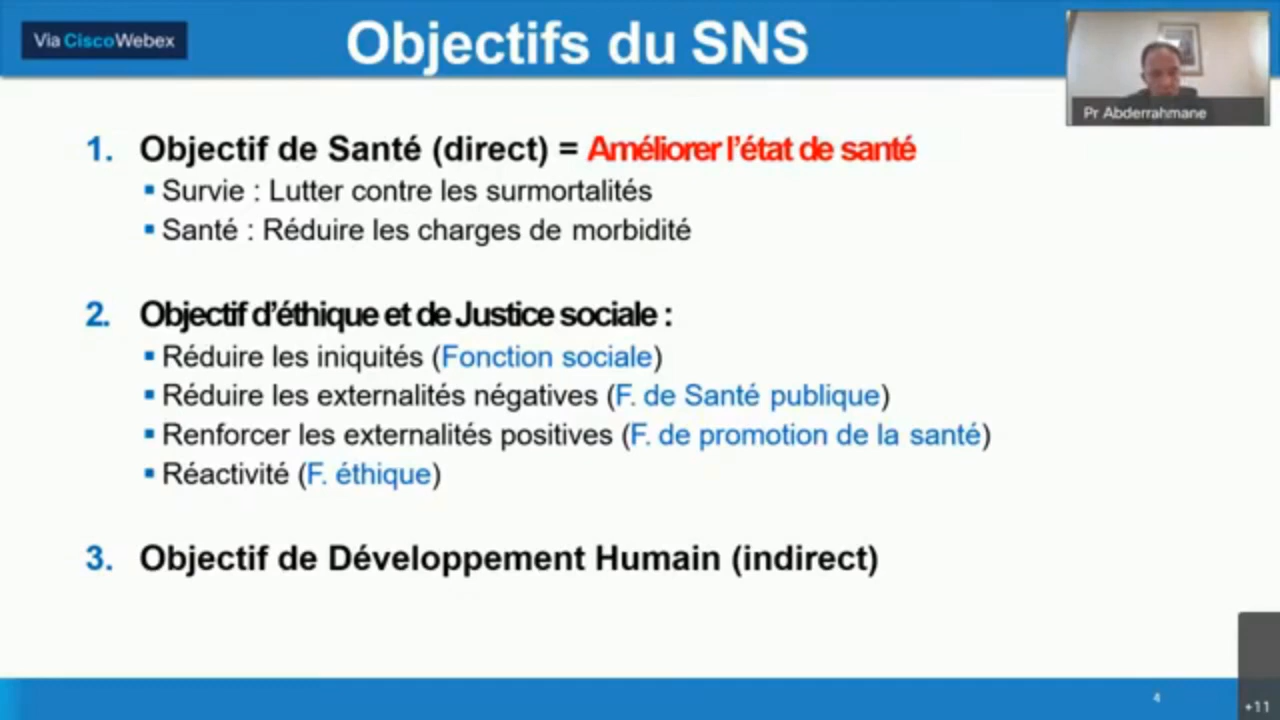 Via CiscoWebex
Objectifs du SNS
Pr Abderrahmane
1. Objectif de Santé (direct) = Améliorer l'état de santé
▪ Survie : Lutter contre les surmortalités
▪ Santé : Réduire les charges de morbidité
2. Objectif d'éthique et de Justice sociale :
▪ Réduire les iniquités (Fonction sociale)
▪ Réduire les externalités négatives (F. de Santé publique)
▪ Renforcer les externalités positives (F. de promotion de la santé)
▪ Réactivité (F. éthique)
3. Objectif de Développement Humain (indirect)
4
+11